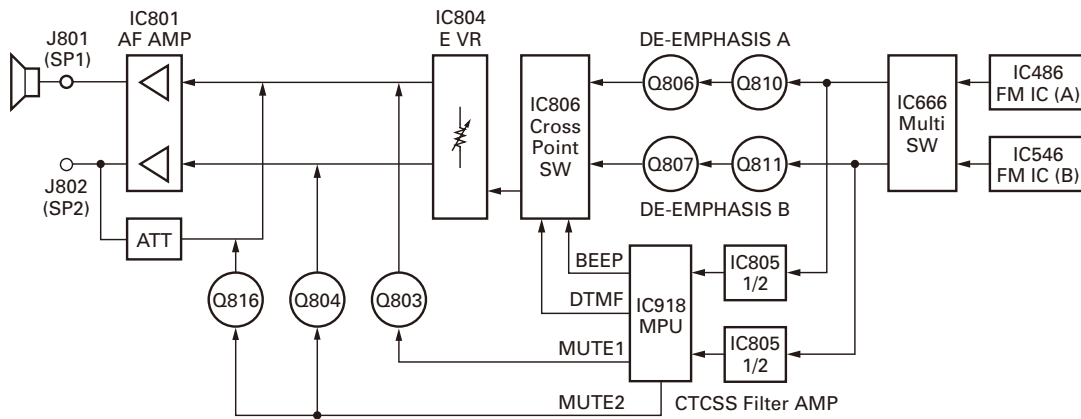 IC801
AF AMP
IC804
E VR
J801
(SP1)
DE-EMPHASIS A
IC806
Cross
Point
SW
Q806
Q810
IC666
Multi
SW
IC486
FM IC (A)
Q807
Q811
IC546
FM IC (B)
J802
(SP2)
DE-EMPHASIS B
ATT
BEEP
DTMF
IC918
MPU
IC805
1/2
Q816
Q804
Q803
MUTE1
IC805
1/2
MUTE2
CTCSS Filter AMP